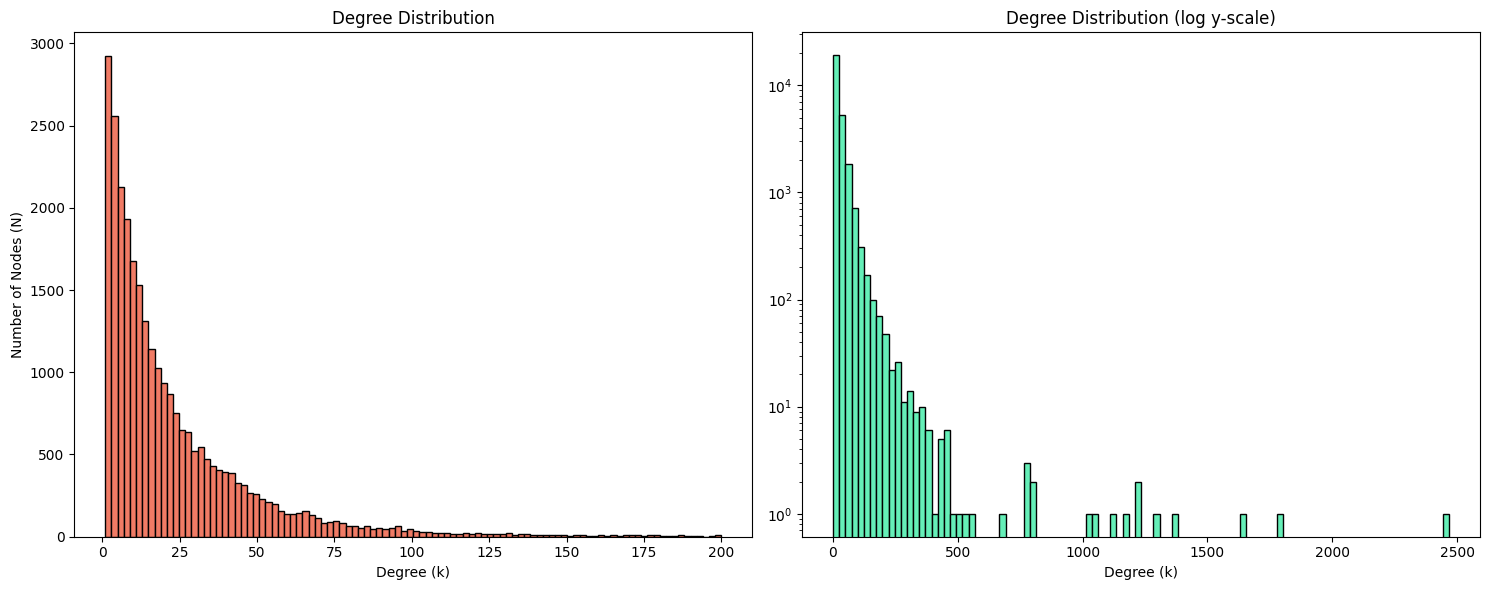 Degree Distribution
Number of Nodes (N)
3000
2500
2000
1500
1000
500
0
0 25 50 75 100 125 150 175 200
Degree (k)
Degree Distribution (log y-scale)
10⁴
10³
10²
10¹
10⁰
0 500 1000 1500 2000 2500
Degree (k)